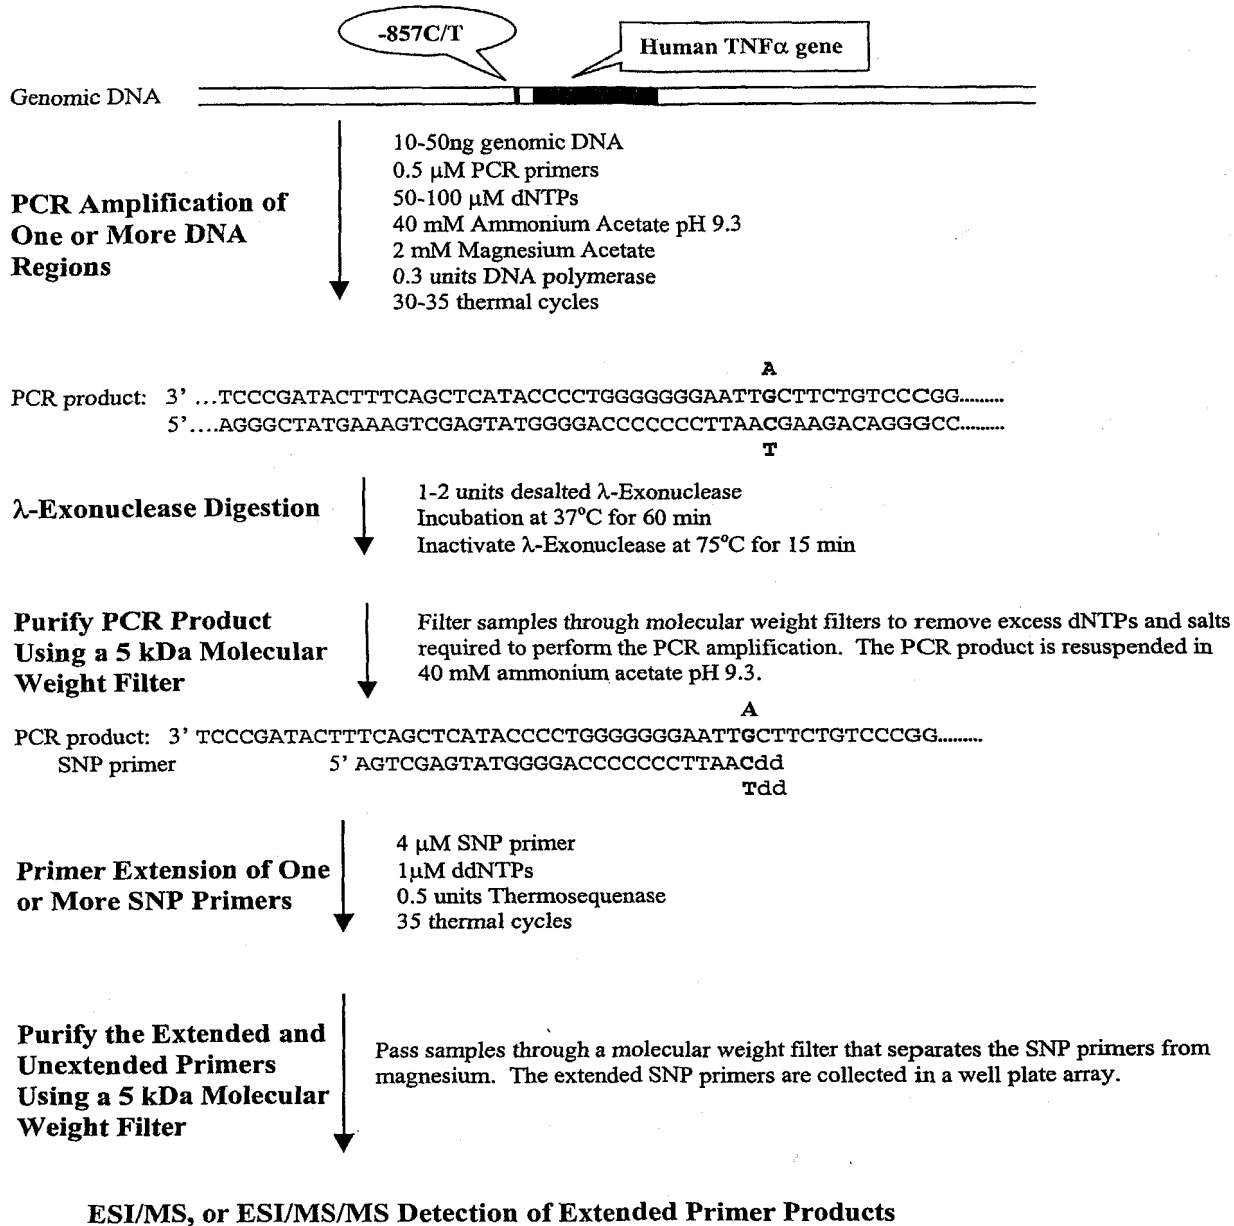 -857C/T
Human TNFα gene
Genomic DNA
10-50ng genomic DNA
0.5 µM PCR primers
50-100 µM dNTPs
40 mM Ammonium Acetate pH 9.3
2 mM Magnesium Acetate
0.3 units DNA polymerase
30-35 thermal cycles
PCR Amplification of
One or More DNA
Regions
A
PCR product: 3' ...TCCCGATACTTTCAGCTCATACCCCTGGGGGGGAATTGCTTCTGTCCCGG.........
5'....AGGGCTATGAAAGTCGAGTATGGGGACCCCCCCTTAACGAAGACAGGGCC.........
T
λ-Exonuclease Digestion
1-2 units desalted λ-Exonuclease
Incubation at 37°C for 60 min
Inactivate λ-Exonuclease at 75°C for 15 min
Purify PCR Product
Using a 5 kDa Molecular
Weight Filter
Filter samples through molecular weight filters to remove excess dNTPs and salts
required to perform the PCR amplification. The PCR product is resuspended in
40 mM ammonium acetate pH 9.3.
A
PCR product: 3' TCCCGATACTTTCAGCTCATACCCCTGGGGGGGAATTGCTTCTGTCCCGG.........
SNP primer 5' AGTCGAGTATGGGGACCCCCCCTTAACdd
Tdd
Primer Extension of One
or More SNP Primers
4 µM SNP primer
1µM ddNTPs
0.5 units Thermosequenase
35 thermal cycles
Purify the Extended and
Unextended Primers
Using a 5 kDa Molecular
Weight Filter
Pass samples through a molecular weight filter that separates the SNP primers from
magnesium. The extended SNP primers are collected in a well plate array.
ESI/MS, or ESI/MS/MS Detection of Extended Primer Products